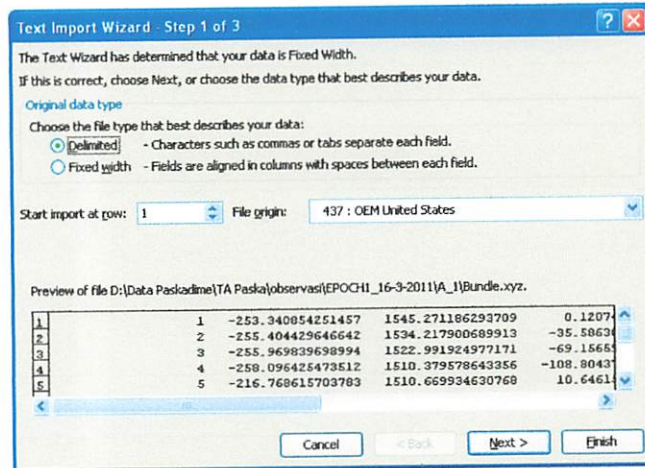 Text Import Wizard - Step 1 of 3
The Text Wizard has determined that your data is Fixed Width.
If this is correct, choose Next, or choose the data type that best describes your data.
Original data type
Choose the file type that best describes your data:
Delimited - Characters such as commas or tabs separate each field.
Fixed width - Fields are aligned in columns with spaces between each field.
Start import at row: 1 File origin: 437 : OEM United States
Preview of file D:\Data Paskadime\TA Paska\observasi\EPOCH1_16-3-2011\A_1\Bundle.xyz.
1 1 -253.340854251457 1545.271186293709 0.1207
2 2 -255.404429646642 1534.217900689913 -35.5863
3 3 -255.969839698994 1522.991924977171 -69.1565
4 4 -258.096425473512 1510.379578643356 -108.8043
5 5 -216.768615703783 1510.669934630768 10.6461
Cancel < Back Next > Finish